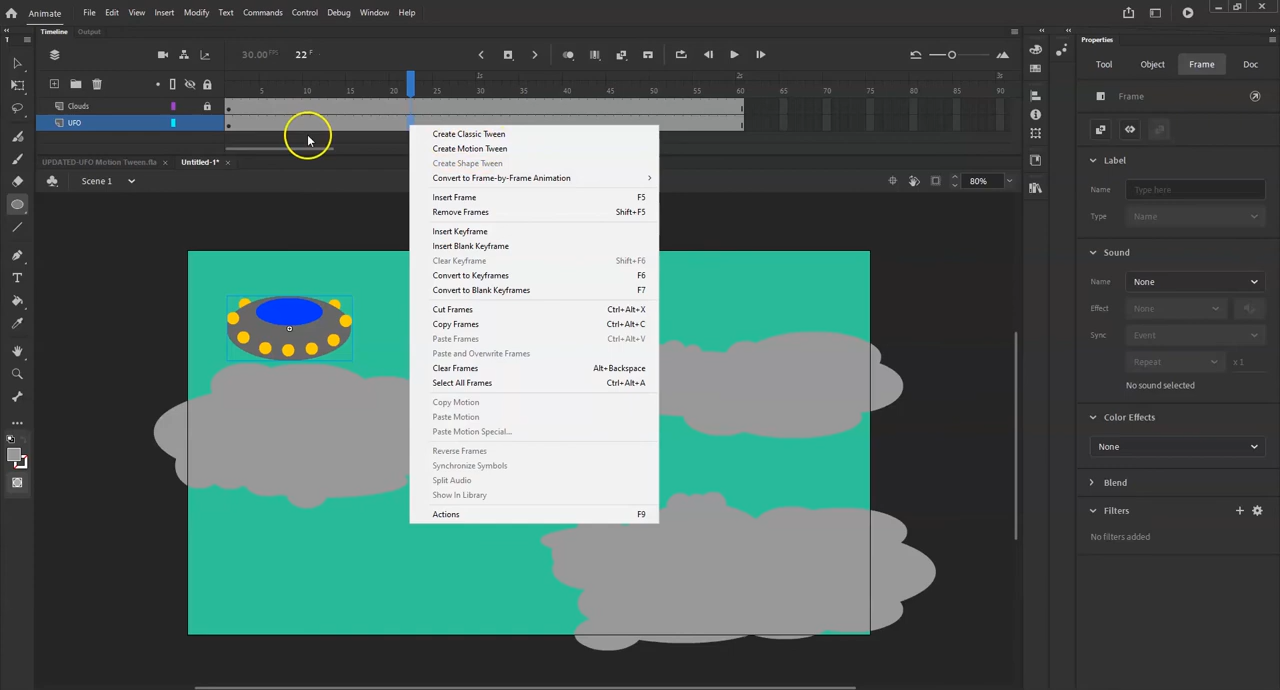 Animate File Edit View Insert Modify Text Commands Control Debug Window Help
Timeline Output
30.00 FPS 22 F
1s 2s 3s
5 10 15 20 25 30 35 40 45 50 55 60 65 70 75 80 85 90
Clouds
UFO
UPDATED-UFO Motion Tween.fla × Untitled-1* ×
Scene 1
80%
Create Classic Tween
Create Motion Tween
Create Shape Tween
Convert to Frame-by-Frame Animation
Insert Frame F5
Remove Frames Shift+F5
Insert Keyframe
Insert Blank Keyframe
Clear Keyframe Shift+F6
Convert to Keyframes F6
Convert to Blank Keyframes F7
Cut Frames Ctrl+Alt+X
Copy Frames Ctrl+Alt+C
Paste Frames Ctrl+Alt+V
Paste and Overwrite Frames
Clear Frames Alt+Backspace
Select All Frames Ctrl+Alt+A
Copy Motion
Paste Motion
Paste Motion Special...
Reverse Frames
Synchronize Symbols
Split Audio
Show In Library
Actions F9
Properties
Tool Object Frame Doc
Frame
Label
Name Type here
Type Name
Sound
Name None
Effect None
Sync Event
Repeat x 1
No sound selected
Color Effects
None
Blend
Filters
No filters added